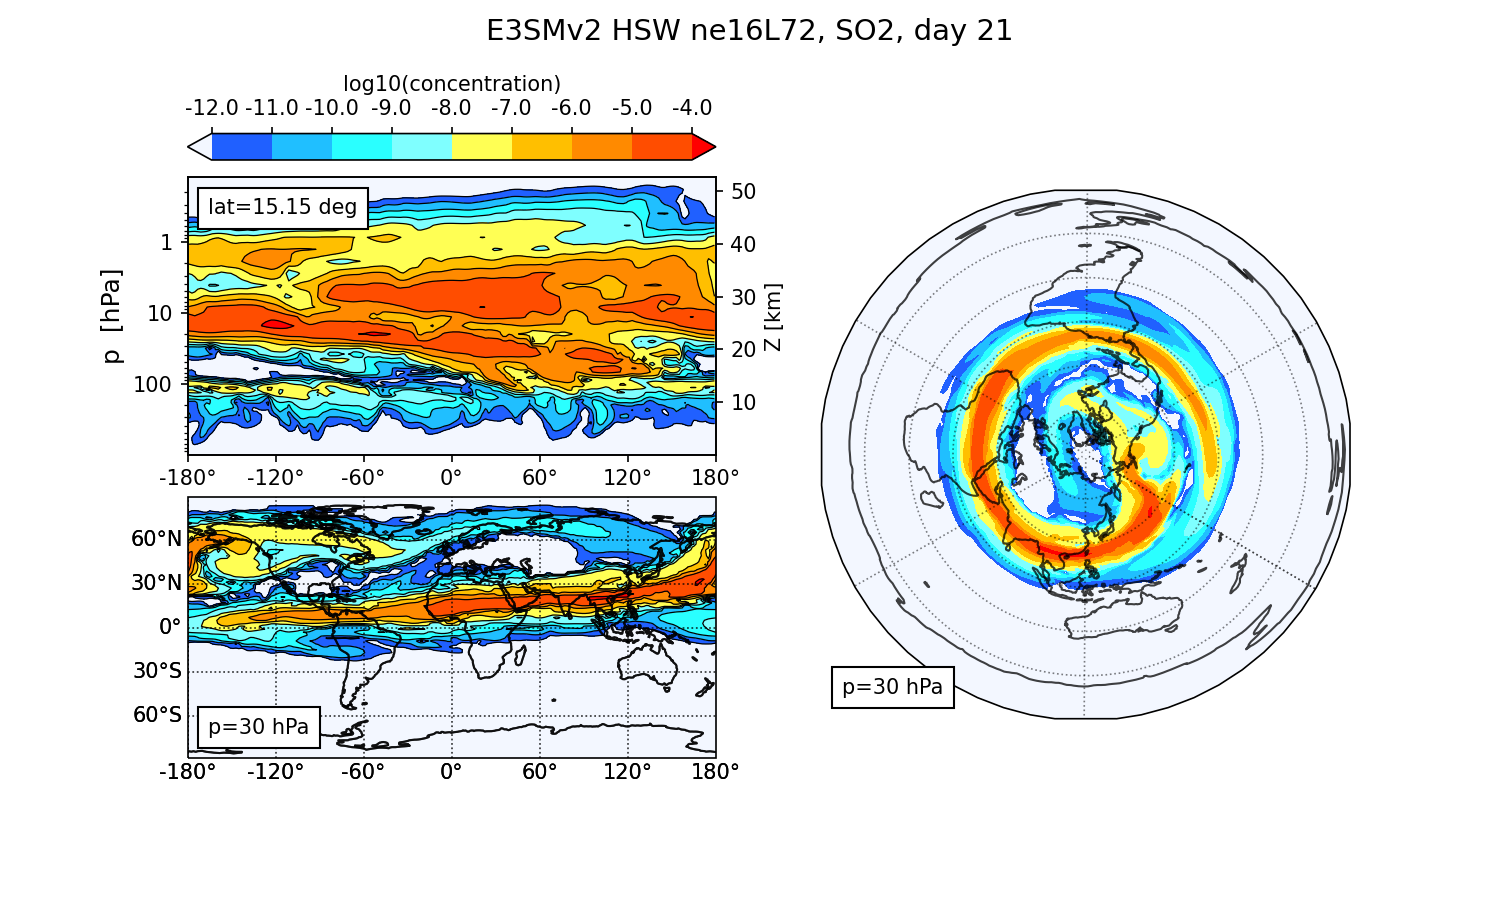 E3SMv2 HSW ne16L72, SO2, day 21
log10(concentration)
-12.0 -11.0 -10.0 -9.0 -8.0 -7.0 -6.0 -5.0 -4.0
lat=15.15 deg
p [hPa]
1
10
100
50
40
30
20
10
Z [km]
-180° -120° -60° 0° 60° 120° 180°
60°N
30°N
0°
30°S
60°S
p=30 hPa
-180° -120° -60° 0° 60° 120° 180°
p=30 hPa